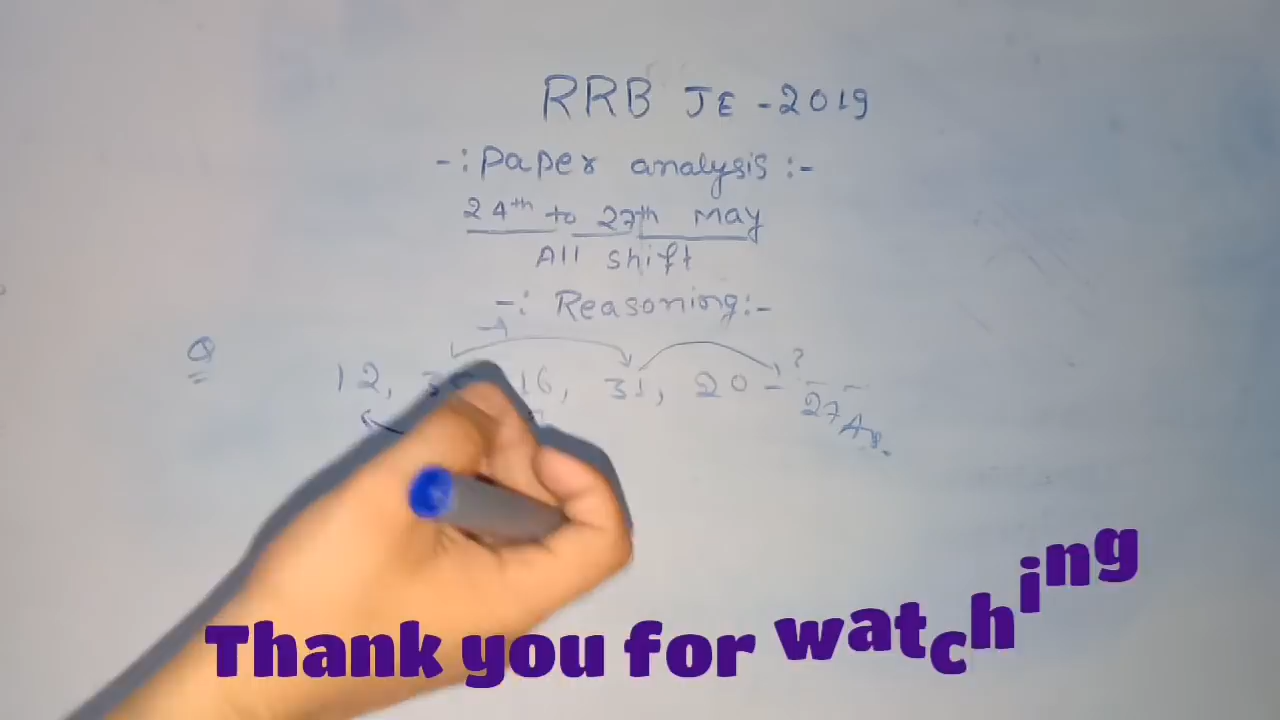 RRB JE - 2019
-: Paper analysis :-
24th to 27th May
All shift
-: Reasoning:-
Q
12, 16, 31, 20 - ? - -
27 An.
Thank you for watching